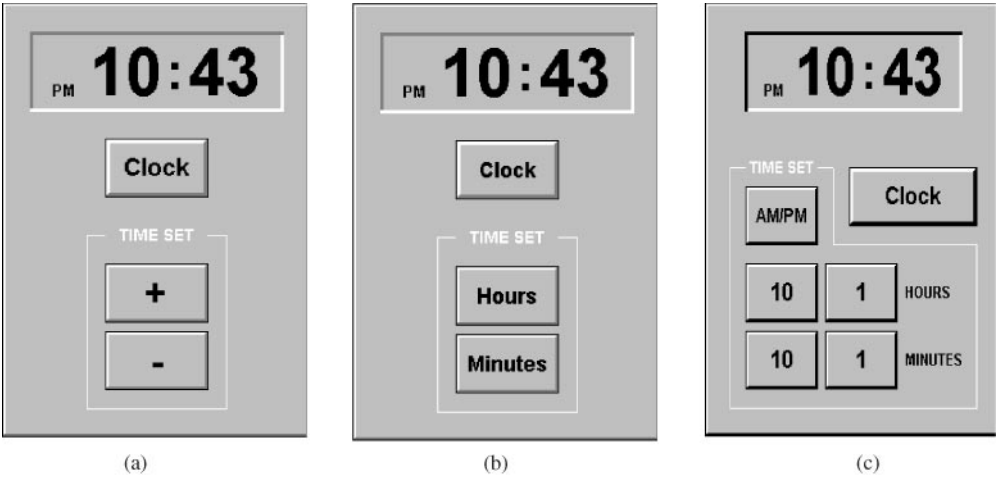 PM 10:43
Clock
TIME SET
+
-
(a)
PM 10:43
Clock
TIME SET
Hours
Minutes
(b)
PM 10:43
TIME SET
Clock
AM/PM
10 1 HOURS
10 1 MINUTES
(c)